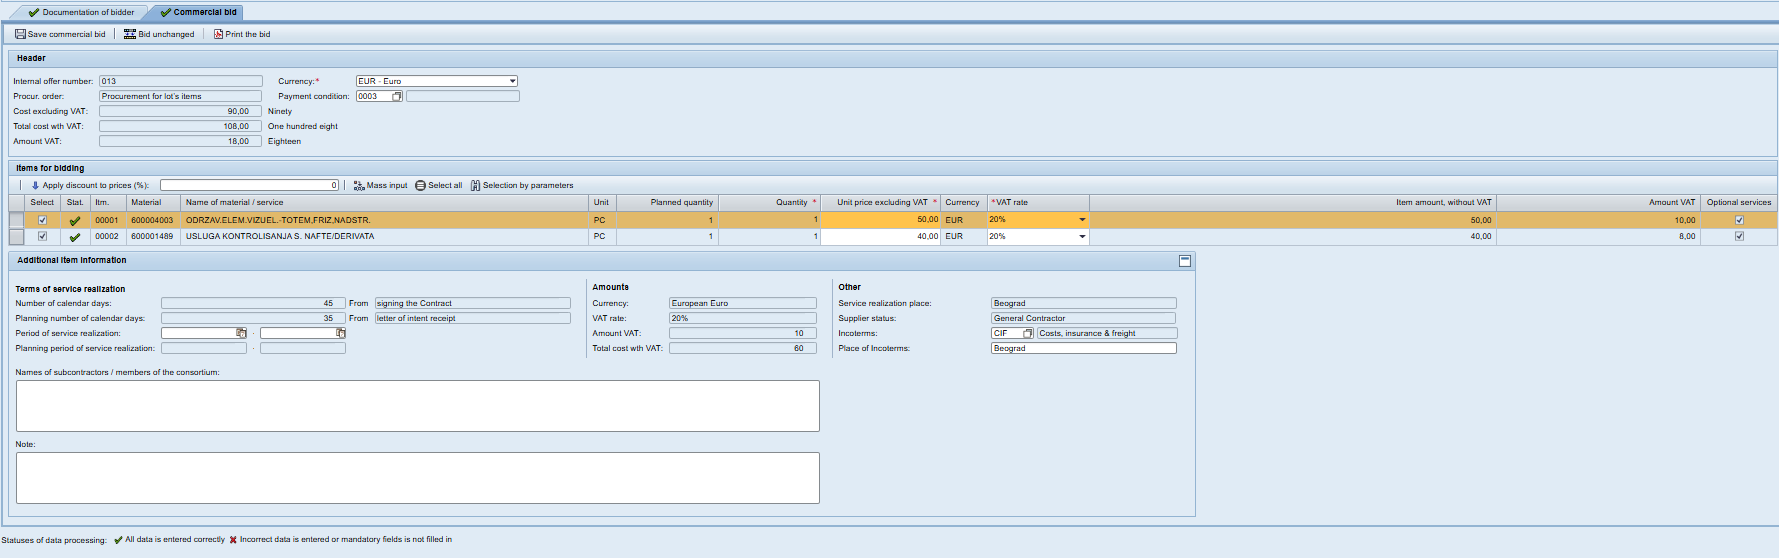 Documentation of bidder Commercial bid
Save commercial bid Bid unchanged Print the bid
Header
Internal offer number: 013 Currency:* EUR - Euro
Procur. order: Procurement for lot's items Payment condition: 0003
Cost excluding VAT: 90,00 Ninety
Total cost wth VAT: 108,00 One hundred eight
Amount VAT: 18,00 Eighteen
Items for bidding
Apply discount to prices (%): 0 Mass input Select all Selection by parameters
Select Stat. Itm. Material Name of material / service Unit Planned quantity Quantity * Unit price excluding VAT * Currency *VAT rate Item amount, without VAT Amount VAT Optional services
00001 600004003 ODRZAV.ELEM.VIZUEL.-TOTEM,FRIZ,NADSTR. PC 1 1 50,00 EUR 20% 50,00 10,00
00002 600001489 USLUGA KONTROLISANJA S. NAFTE/DERIVATA PC 1 1 40,00 EUR 20% 40,00 8,00
Additional item information
Terms of service realization Amounts Other
Number of calendar days: 45 From signing the Contract Currency: European Euro Service realization place: Beograd
Planning number of calendar days: 35 From letter of intent receipt VAT rate: 20% Supplier status: General Contractor
Period of service realization: - Amount VAT: 10 Incoterms: CIF Costs, insurance & freight
Planning period of service realization: - Total cost wth VAT: 60 Place of Incoterms: Beograd
Names of subcontractors / members of the consortium:
Note:
Statuses of data processing: All data is entered correctly Incorrect data is entered or mandatory fields is not filled in